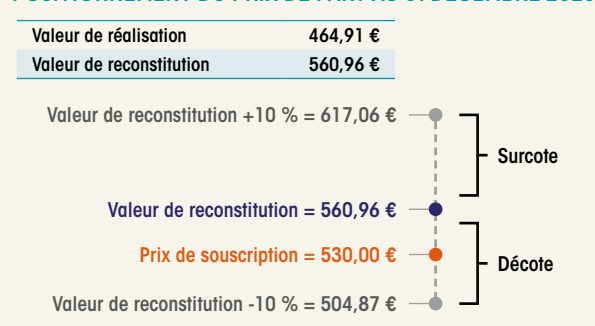 Valeur de réalisation 464,91 €
Valeur de reconstitution 560,96 €
Valeur de reconstitution +10 % = 617,06 €
Surcote
Valeur de reconstitution = 560,96 €
Prix de souscription = 530,00 €
Décote
Valeur de reconstitution -10 % = 504,87 €